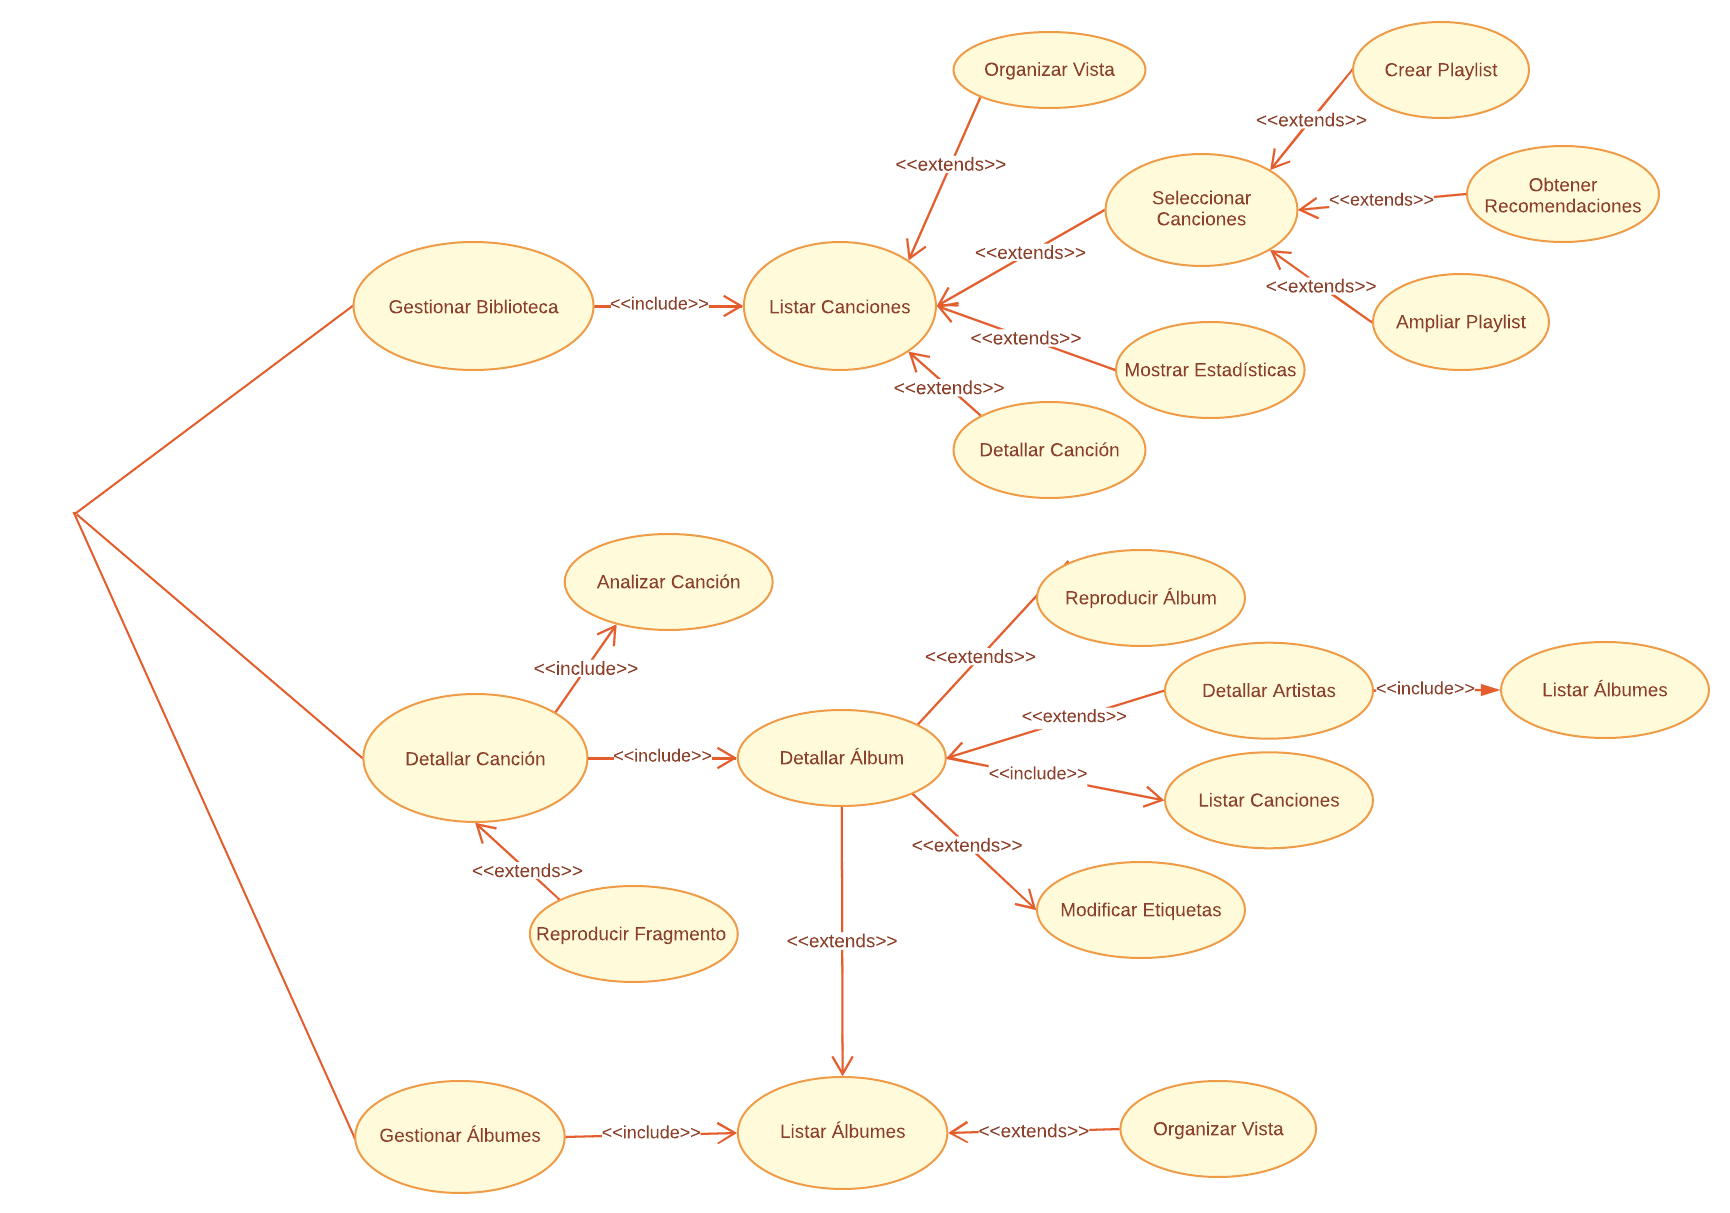 Organizar Vista
Crear Playlist
<<extends>>
<<extends>>
Seleccionar
Canciones
<<extends>>
Obtener
Recomendaciones
<<extends>>
<<extends>>
Gestionar Biblioteca
<<include>>
Listar Canciones
Ampliar Playlist
<<extends>>
Mostrar Estadísticas
<<extends>>
Detallar Canción
Analizar Canción
Reproducir Álbum
<<include>>
<<extends>>
Detallar Artistas
<<include>>
Listar Álbumes
<<extends>>
Detallar Canción
<<include>>
Detallar Álbum
<<include>>
Listar Canciones
<<extends>>
<<extends>>
Modificar Etiquetas
Reproducir Fragmento
<<extends>>
Gestionar Álbumes
<<include>>
Listar Álbumes
<<extends>>
Organizar Vista